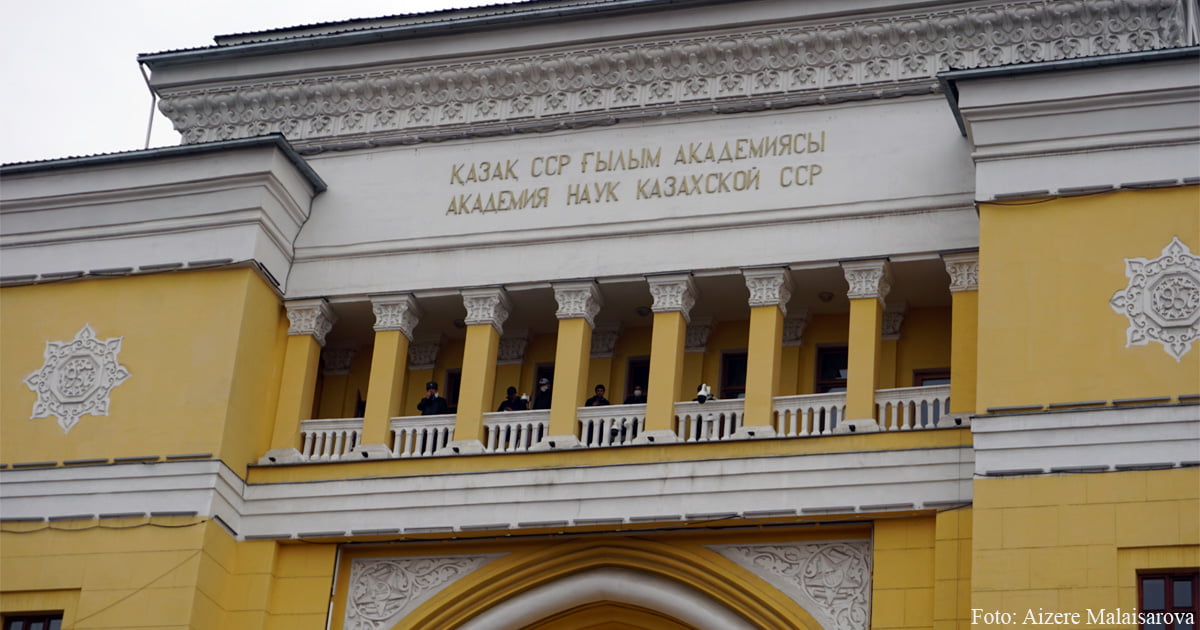 ҚАЗАҚ ССР ҒЫЛЫМ АКАДЕМИЯСЫ
АКАДЕМИЯ НАУК КАЗАХСКОЙ ССР
Foto: Aizere Malaisarova